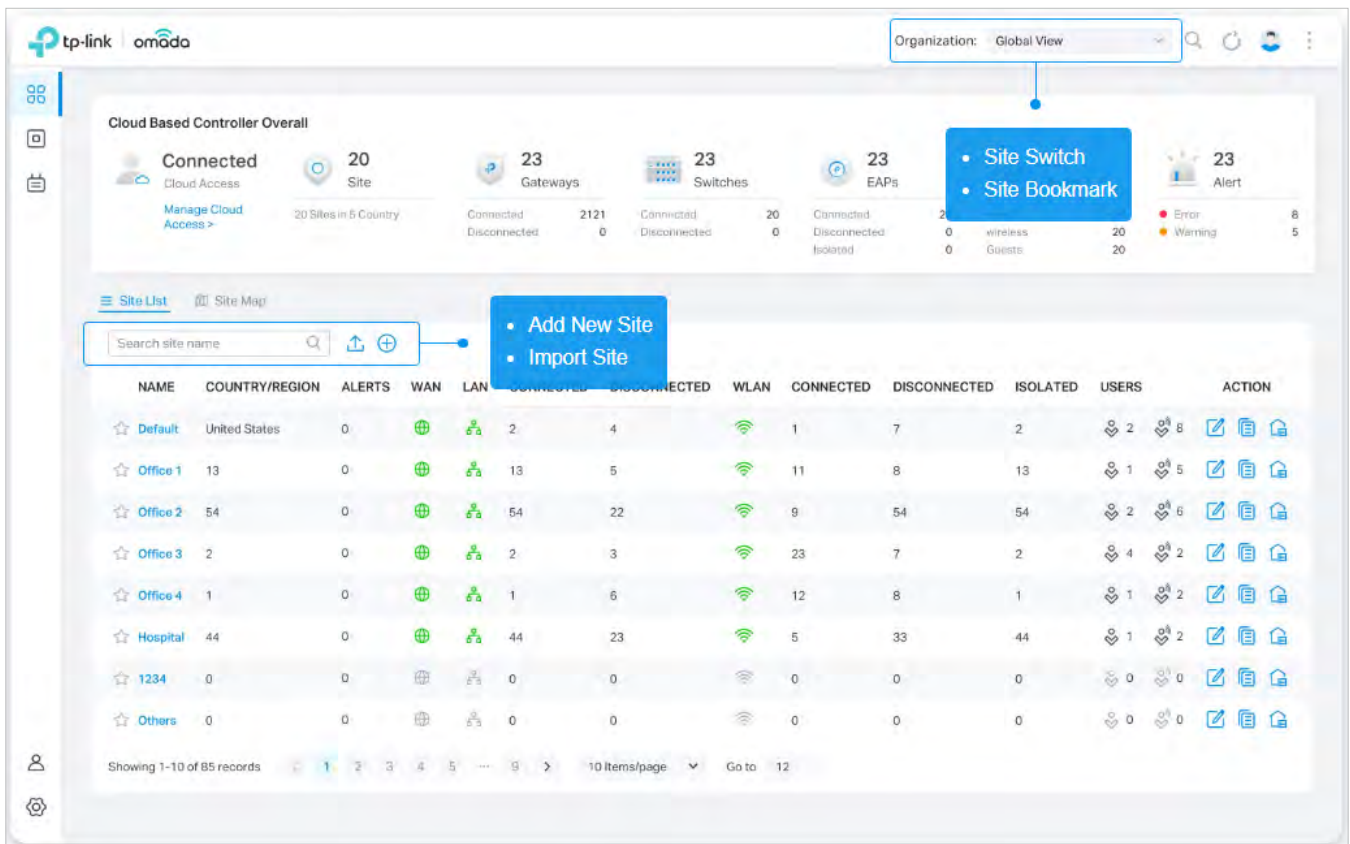 tp-link omada
Organization: Global View
Cloud Based Controller Overall
Connected
Cloud Access
Manage Cloud
Access >
20
Site
20 Sites in 5 Country
23
Gateways
Connected 2121
Disconnected 0
23
Switches
Connected 20
Disconnected 0
23
EAPs
Connected 2
Disconnected 0
Isolated 0
wireless 20
Guests 20
• Site Switch
• Site Bookmark
23
Alert
Error 8
Warning 5
Site List Site Map
Search site name
• Add New Site
• Import Site
NAME COUNTRY/REGION ALERTS WAN LAN CONNECTED DISCONNECTED WLAN CONNECTED DISCONNECTED ISOLATED USERS ACTION
Default United States 0 2 4 1 7 2 2 8
Office 1 13 0 13 5 11 8 13 1 5
Office 2 54 0 54 22 9 54 54 2 6
Office 3 2 0 2 3 23 7 2 4 2
Office 4 1 0 1 6 12 8 1 1 2
Hospital 44 0 44 23 5 33 44 1 2
1234 0 0 0 0 0 0 0 0 0
Others 0 0 0 0 0 0 0 0 0
Showing 1-10 of 85 records 1 2 3 4 5 ··· 9 > 10 Items/page Go to 12